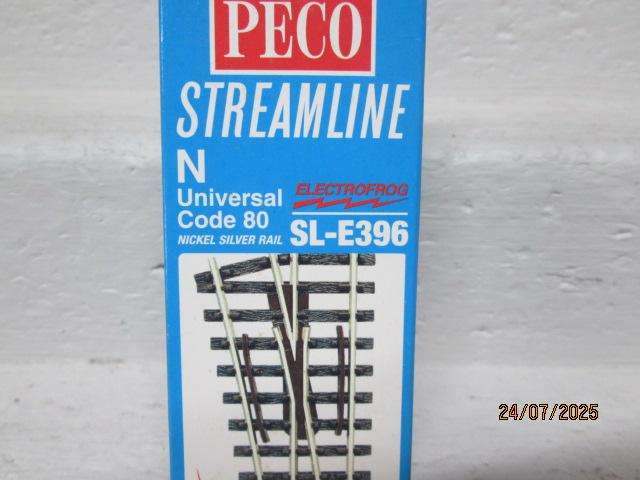 PECO
STREAMLINE
N
Universal
Code 80
NICKEL SILVER RAIL
ELECTROFROG
SL-E396
24/07/2025